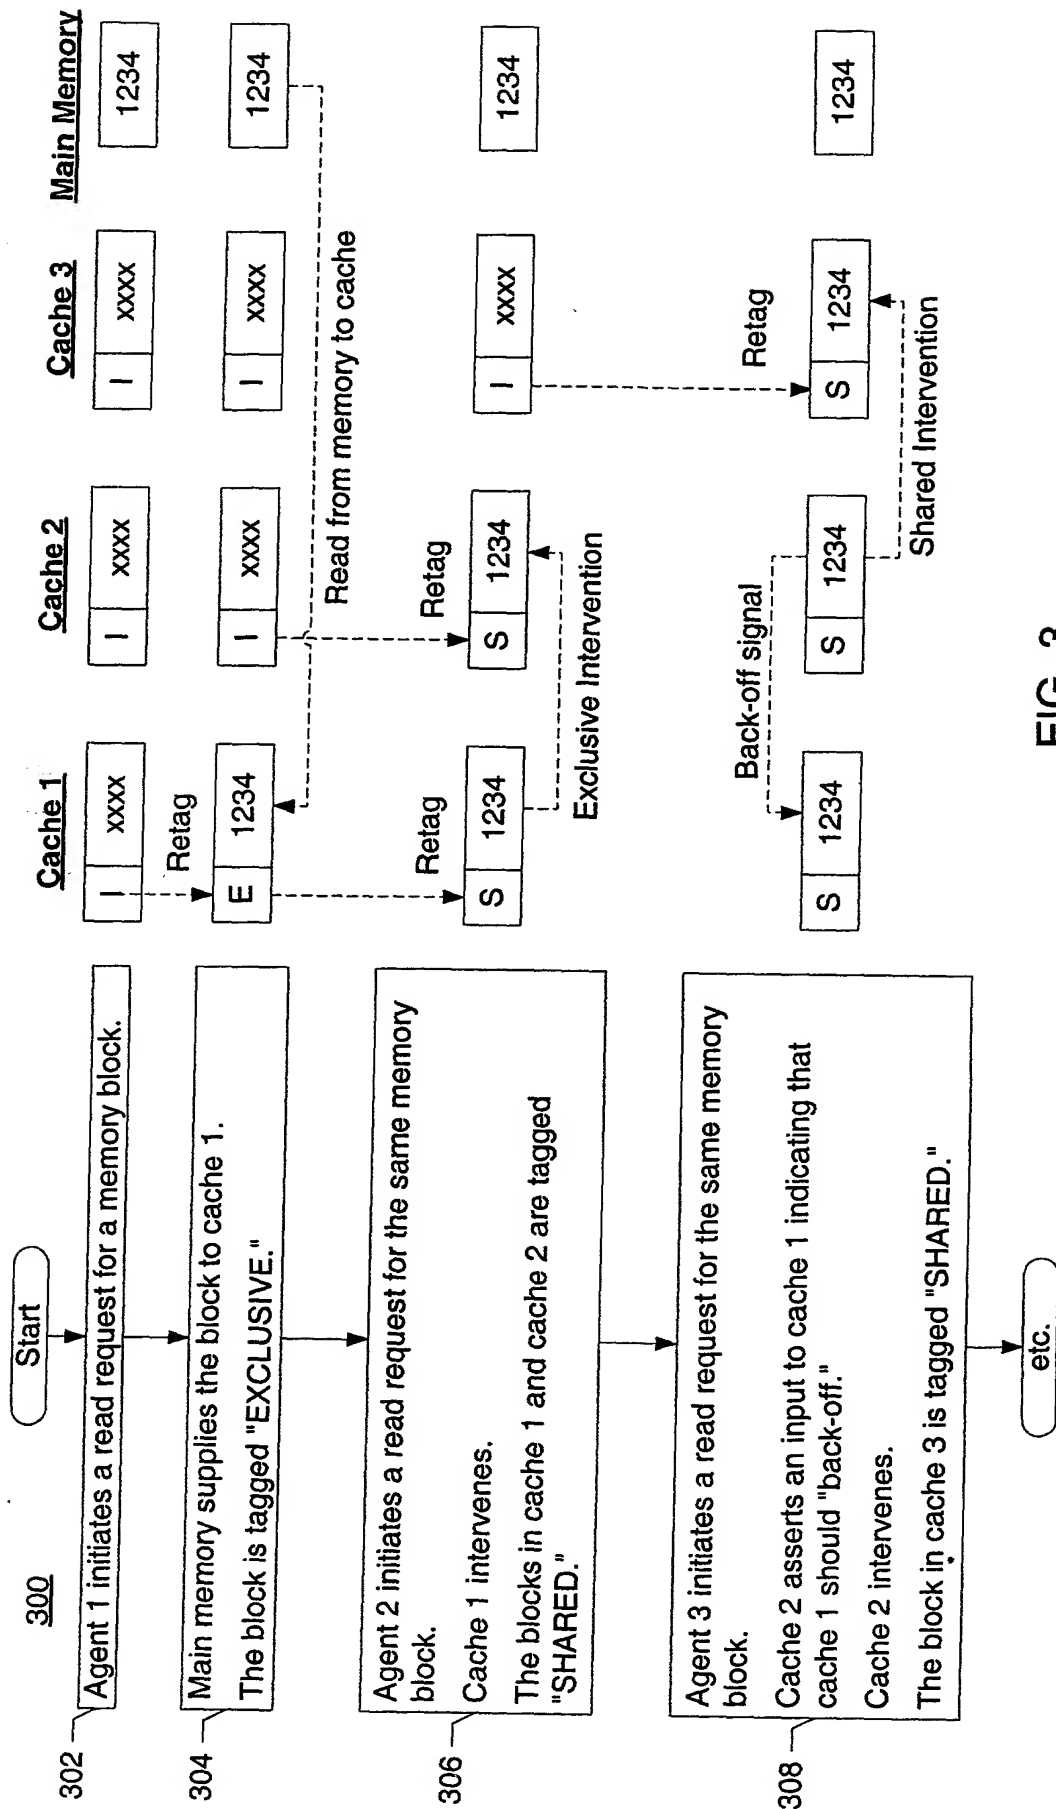 300
Start
Cache 1
Cache 2
Cache 3
Main Memory
302
Agent 1 initiates a read request for a memory block.
I xxxx
I xxxx
I xxxx
1234
Retag
304
Main memory supplies the block to cache 1.
The block is tagged "EXCLUSIVE."
E 1234
I xxxx
I xxxx
1234
Read from memory to cache
Retag
Retag
306
Agent 2 initiates a read request for the same memory
block.
Cache 1 intervenes.
The blocks in cache 1 and cache 2 are tagged
"SHARED."
S 1234
S 1234
I xxxx
1234
Exclusive Intervention
Back-off signal
Retag
308
Agent 3 initiates a read request for the same memory
block.
Cache 2 asserts an input to cache 1 indicating that
cache 1 should "back-off."
Cache 2 intervenes.
The block in cache 3 is tagged "SHARED."
S 1234
S 1234
S 1234
1234
Shared Intervention
etc.
FIG. 3